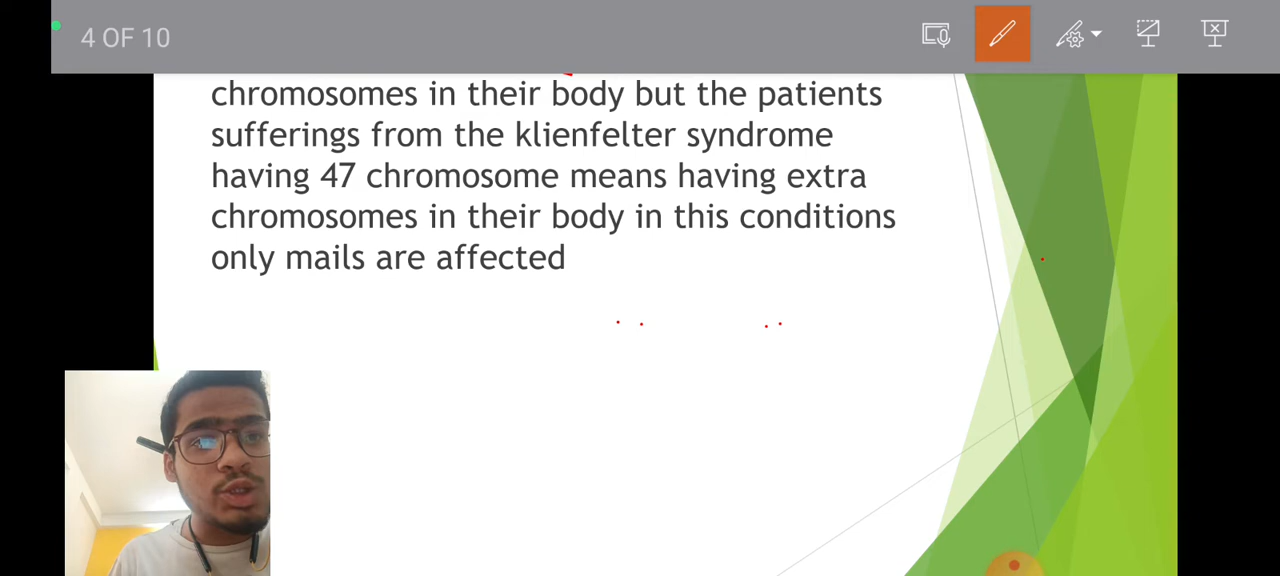 4 OF 10
chromosomes in their body but the patients
sufferings from the klienfelter syndrome
having 47 chromosome means having extra
chromosomes in their body in this conditions
only mails are affected